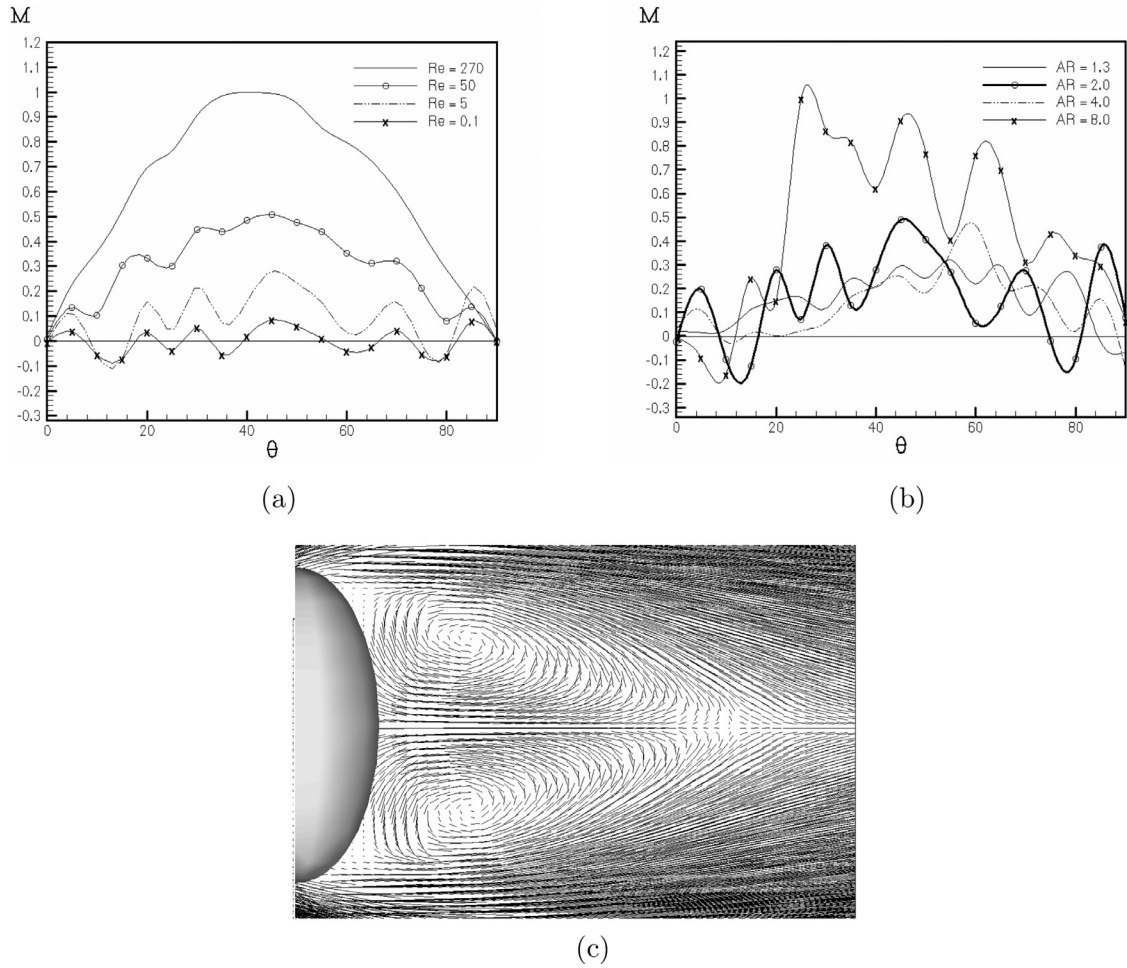 M
1.2
1.1
1
0.9
0.8
0.7
0.6
0.5
0.4
0.3
0.2
0.1
0
-0.1
-0.2
-0.3
Re = 270
Re = 50
Re = 5
Re = 0.1
0 20 40 60 80
θ
(a)
M
1.2
1.1
1
0.9
0.8
0.7
0.6
0.5
0.4
0.3
0.2
0.1
0
-0.1
-0.2
-0.3
AR = 1.3
AR = 2.0
AR = 4.0
AR = 8.0
0 20 40 60 80
θ
(b)
(c)